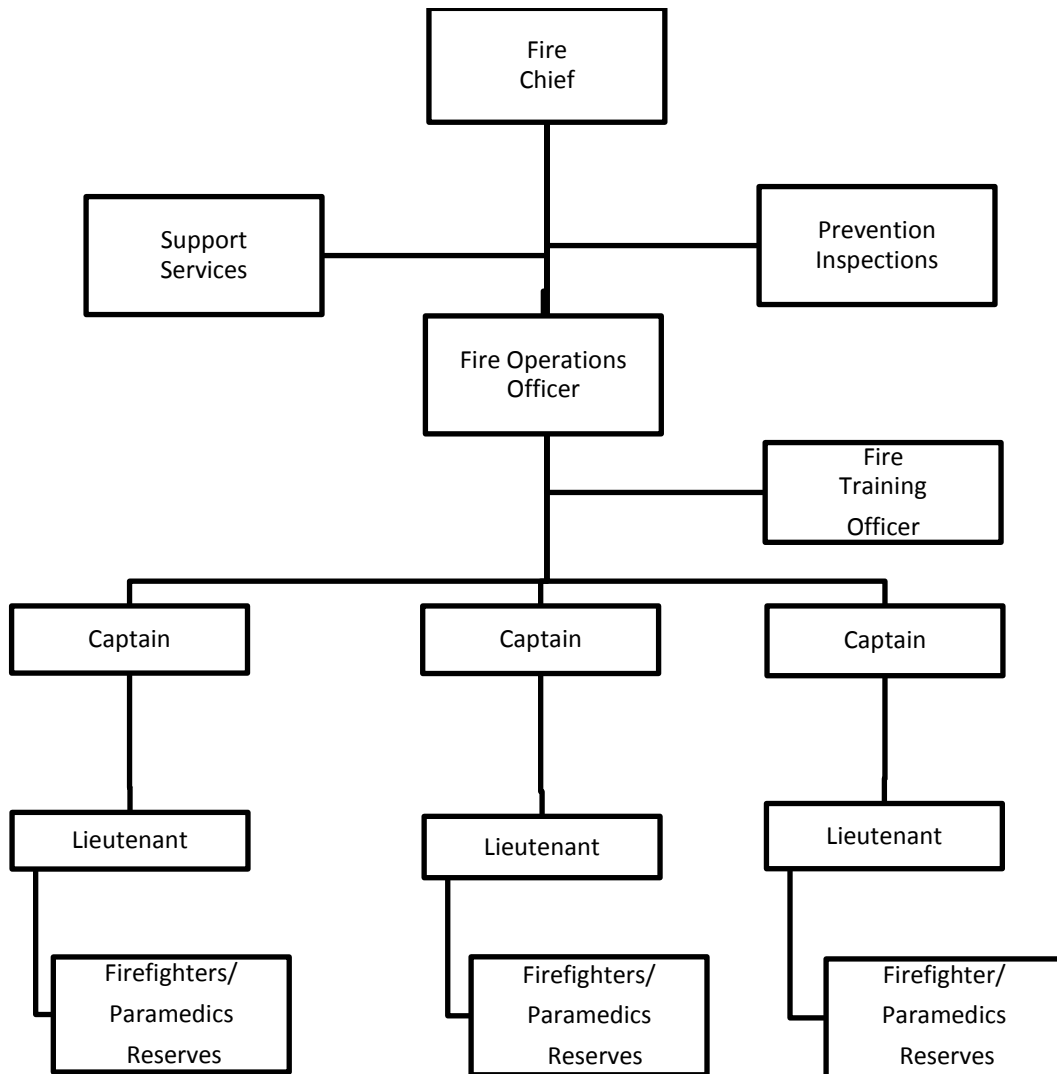 Fire
Chief
Support
Services
Prevention
Inspections
Fire Operations
Officer
Fire
Training
Officer
Captain
Captain
Captain
Lieutenant
Lieutenant
Lieutenant
Firefighters/
Paramedics
Reserves
Firefighters/
Paramedics
Reserves
Firefighter/
Paramedics
Reserves